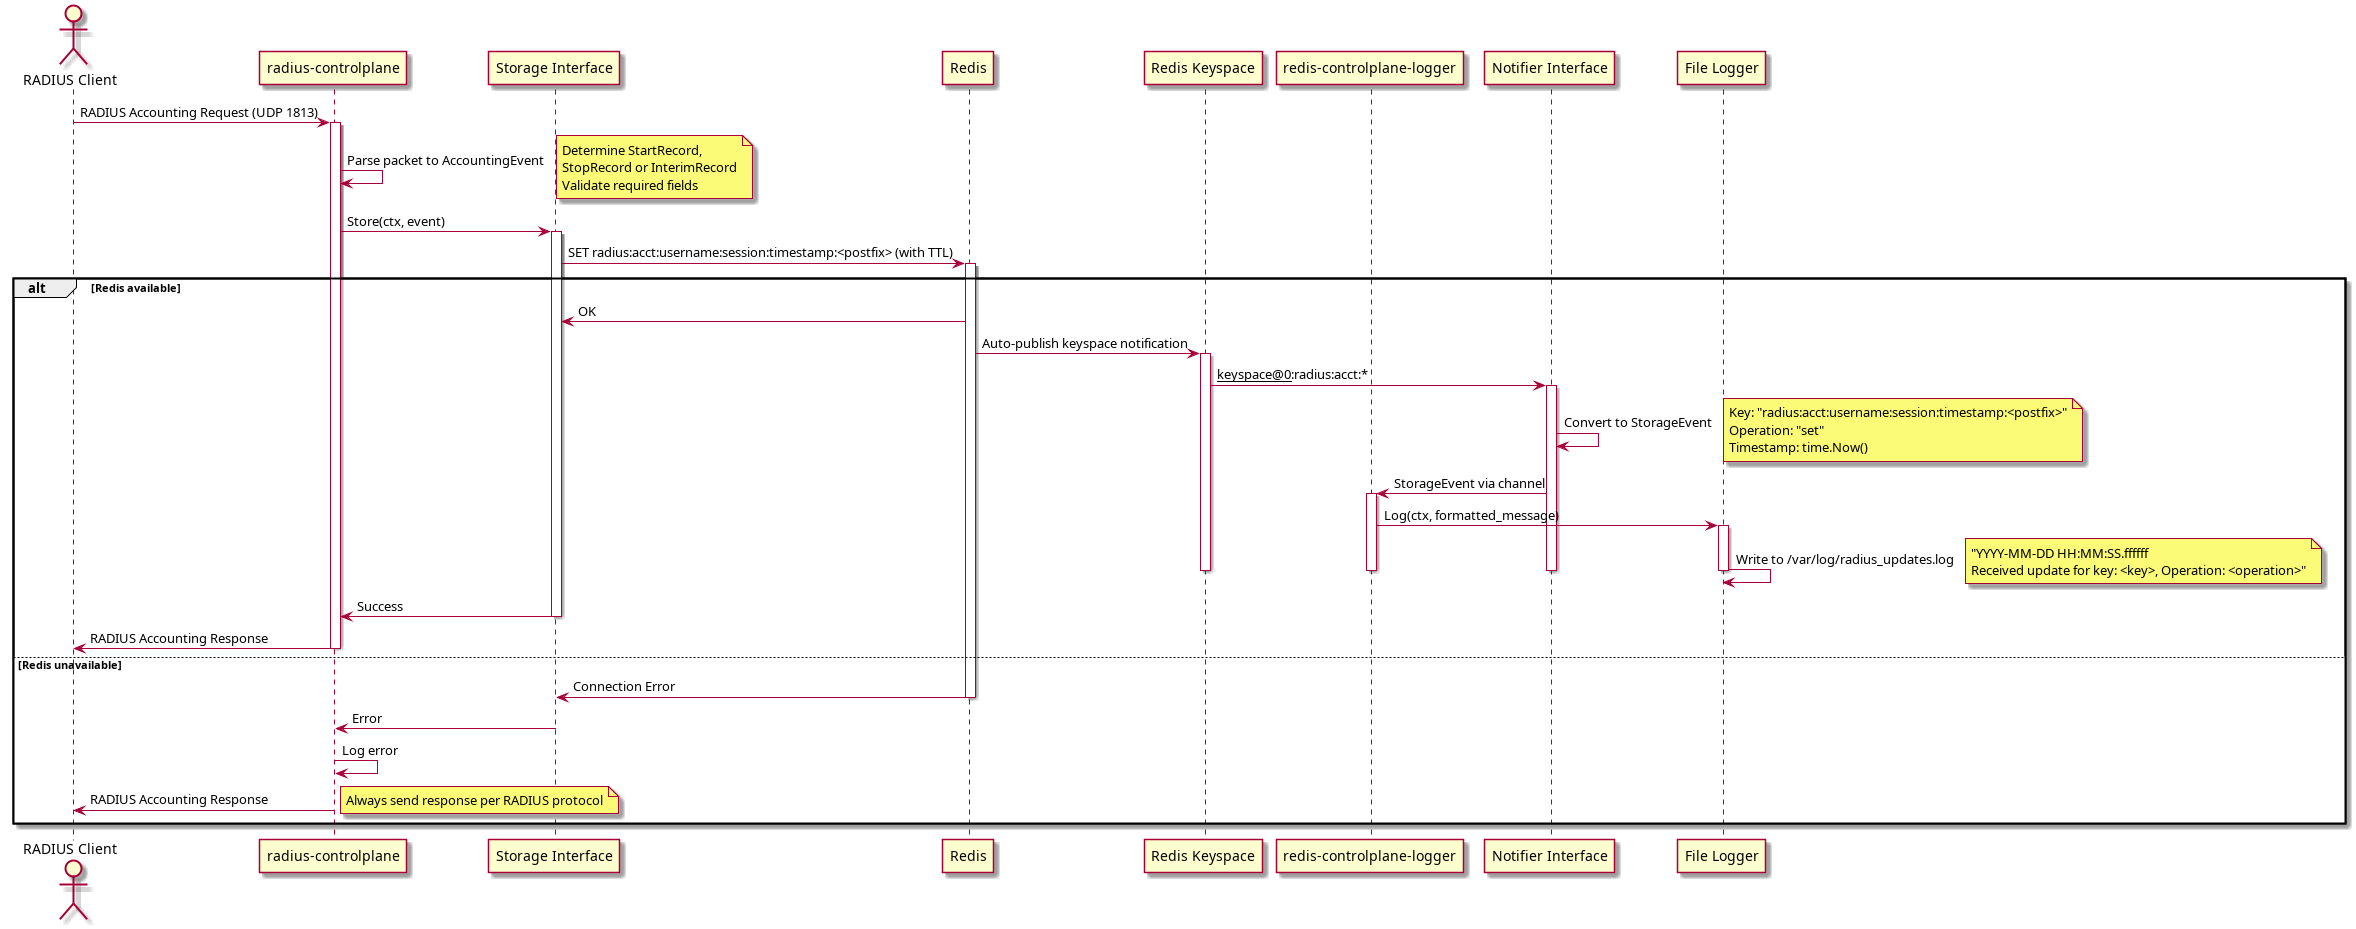 RADIUS Client
radius-controlplane
Storage Interface
Redis
Redis Keyspace
redis-controlplane-logger
Notifier Interface
File Logger
RADIUS Accounting Request (UDP 1813)
Parse packet to AccountingEvent
Determine StartRecord,
StopRecord or InterimRecord
Validate required fields
Store(ctx, event)
SET radius:acct:username:session:timestamp:<postfix> (with TTL)
alt
[Redis available]
OK
Auto-publish keyspace notification
keyspace@0:radius:acct:*
Convert to StorageEvent
Key: "radius:acct:username:session:timestamp:<postfix>"
Operation: "set"
Timestamp: time.Now()
StorageEvent via channel
Log(ctx, formatted_message)
Write to /var/log/radius_updates.log
"YYYY-MM-DD HH:MM:SS.ffffff
Received update for key: <key>, Operation: <operation>"
Success
RADIUS Accounting Response
[Redis unavailable]
Connection Error
Error
Log error
RADIUS Accounting Response
Always send response per RADIUS protocol
RADIUS Client
radius-controlplane
Storage Interface
Redis
Redis Keyspace
redis-controlplane-logger
Notifier Interface
File Logger